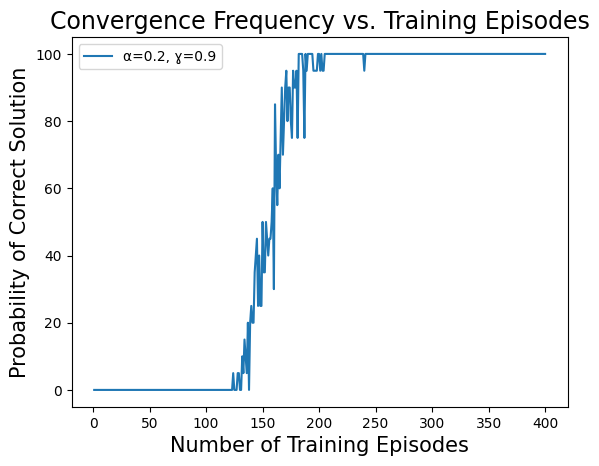 Convergence Frequency vs. Training Episodes
α=0.2, ɣ=0.9
Probability of Correct Solution
100
80
60
40
20
0
0 50 100 150 200 250 300 350 400
Number of Training Episodes